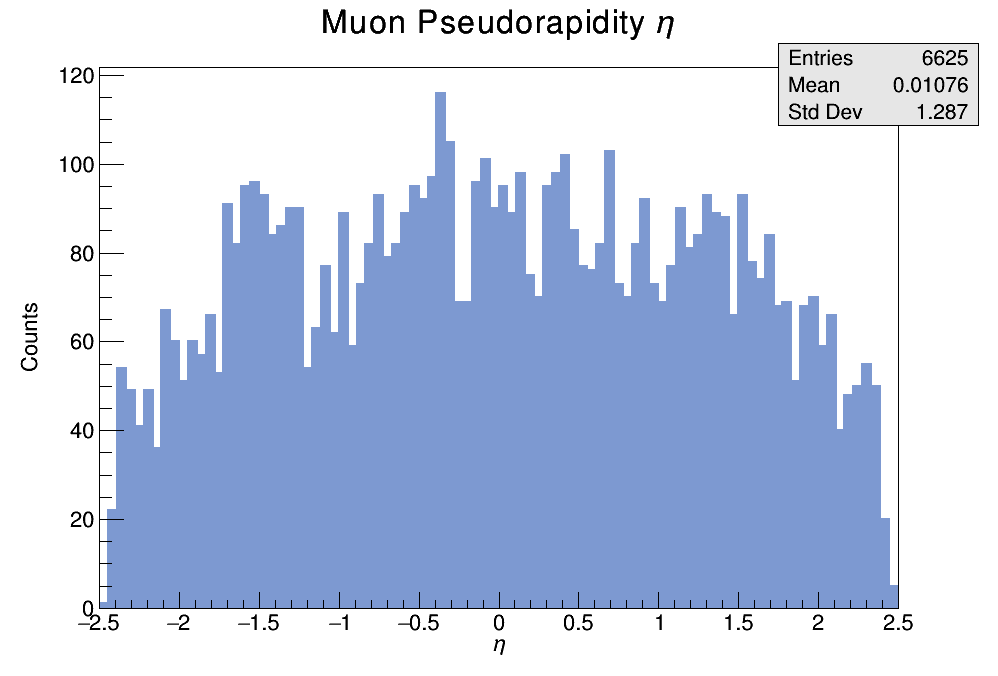 Muon Pseudorapidity η
Entries 6625
Mean 0.01076
Std Dev 1.287
120
100
80
60
40
20
0
Counts
−2.5 −2 −1.5 −1 −0.5 0 0.5 1 1.5 2 2.5
η